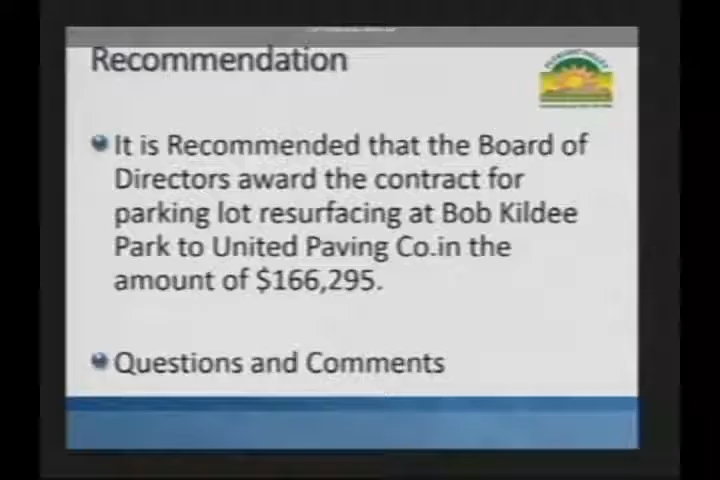 Recommendation
It is Recommended that the Board of
Directors award the contract for
parking lot resurfacing at Bob Kildee
Park to United Paving Co.in the
amount of $166,295.
Questions and Comments